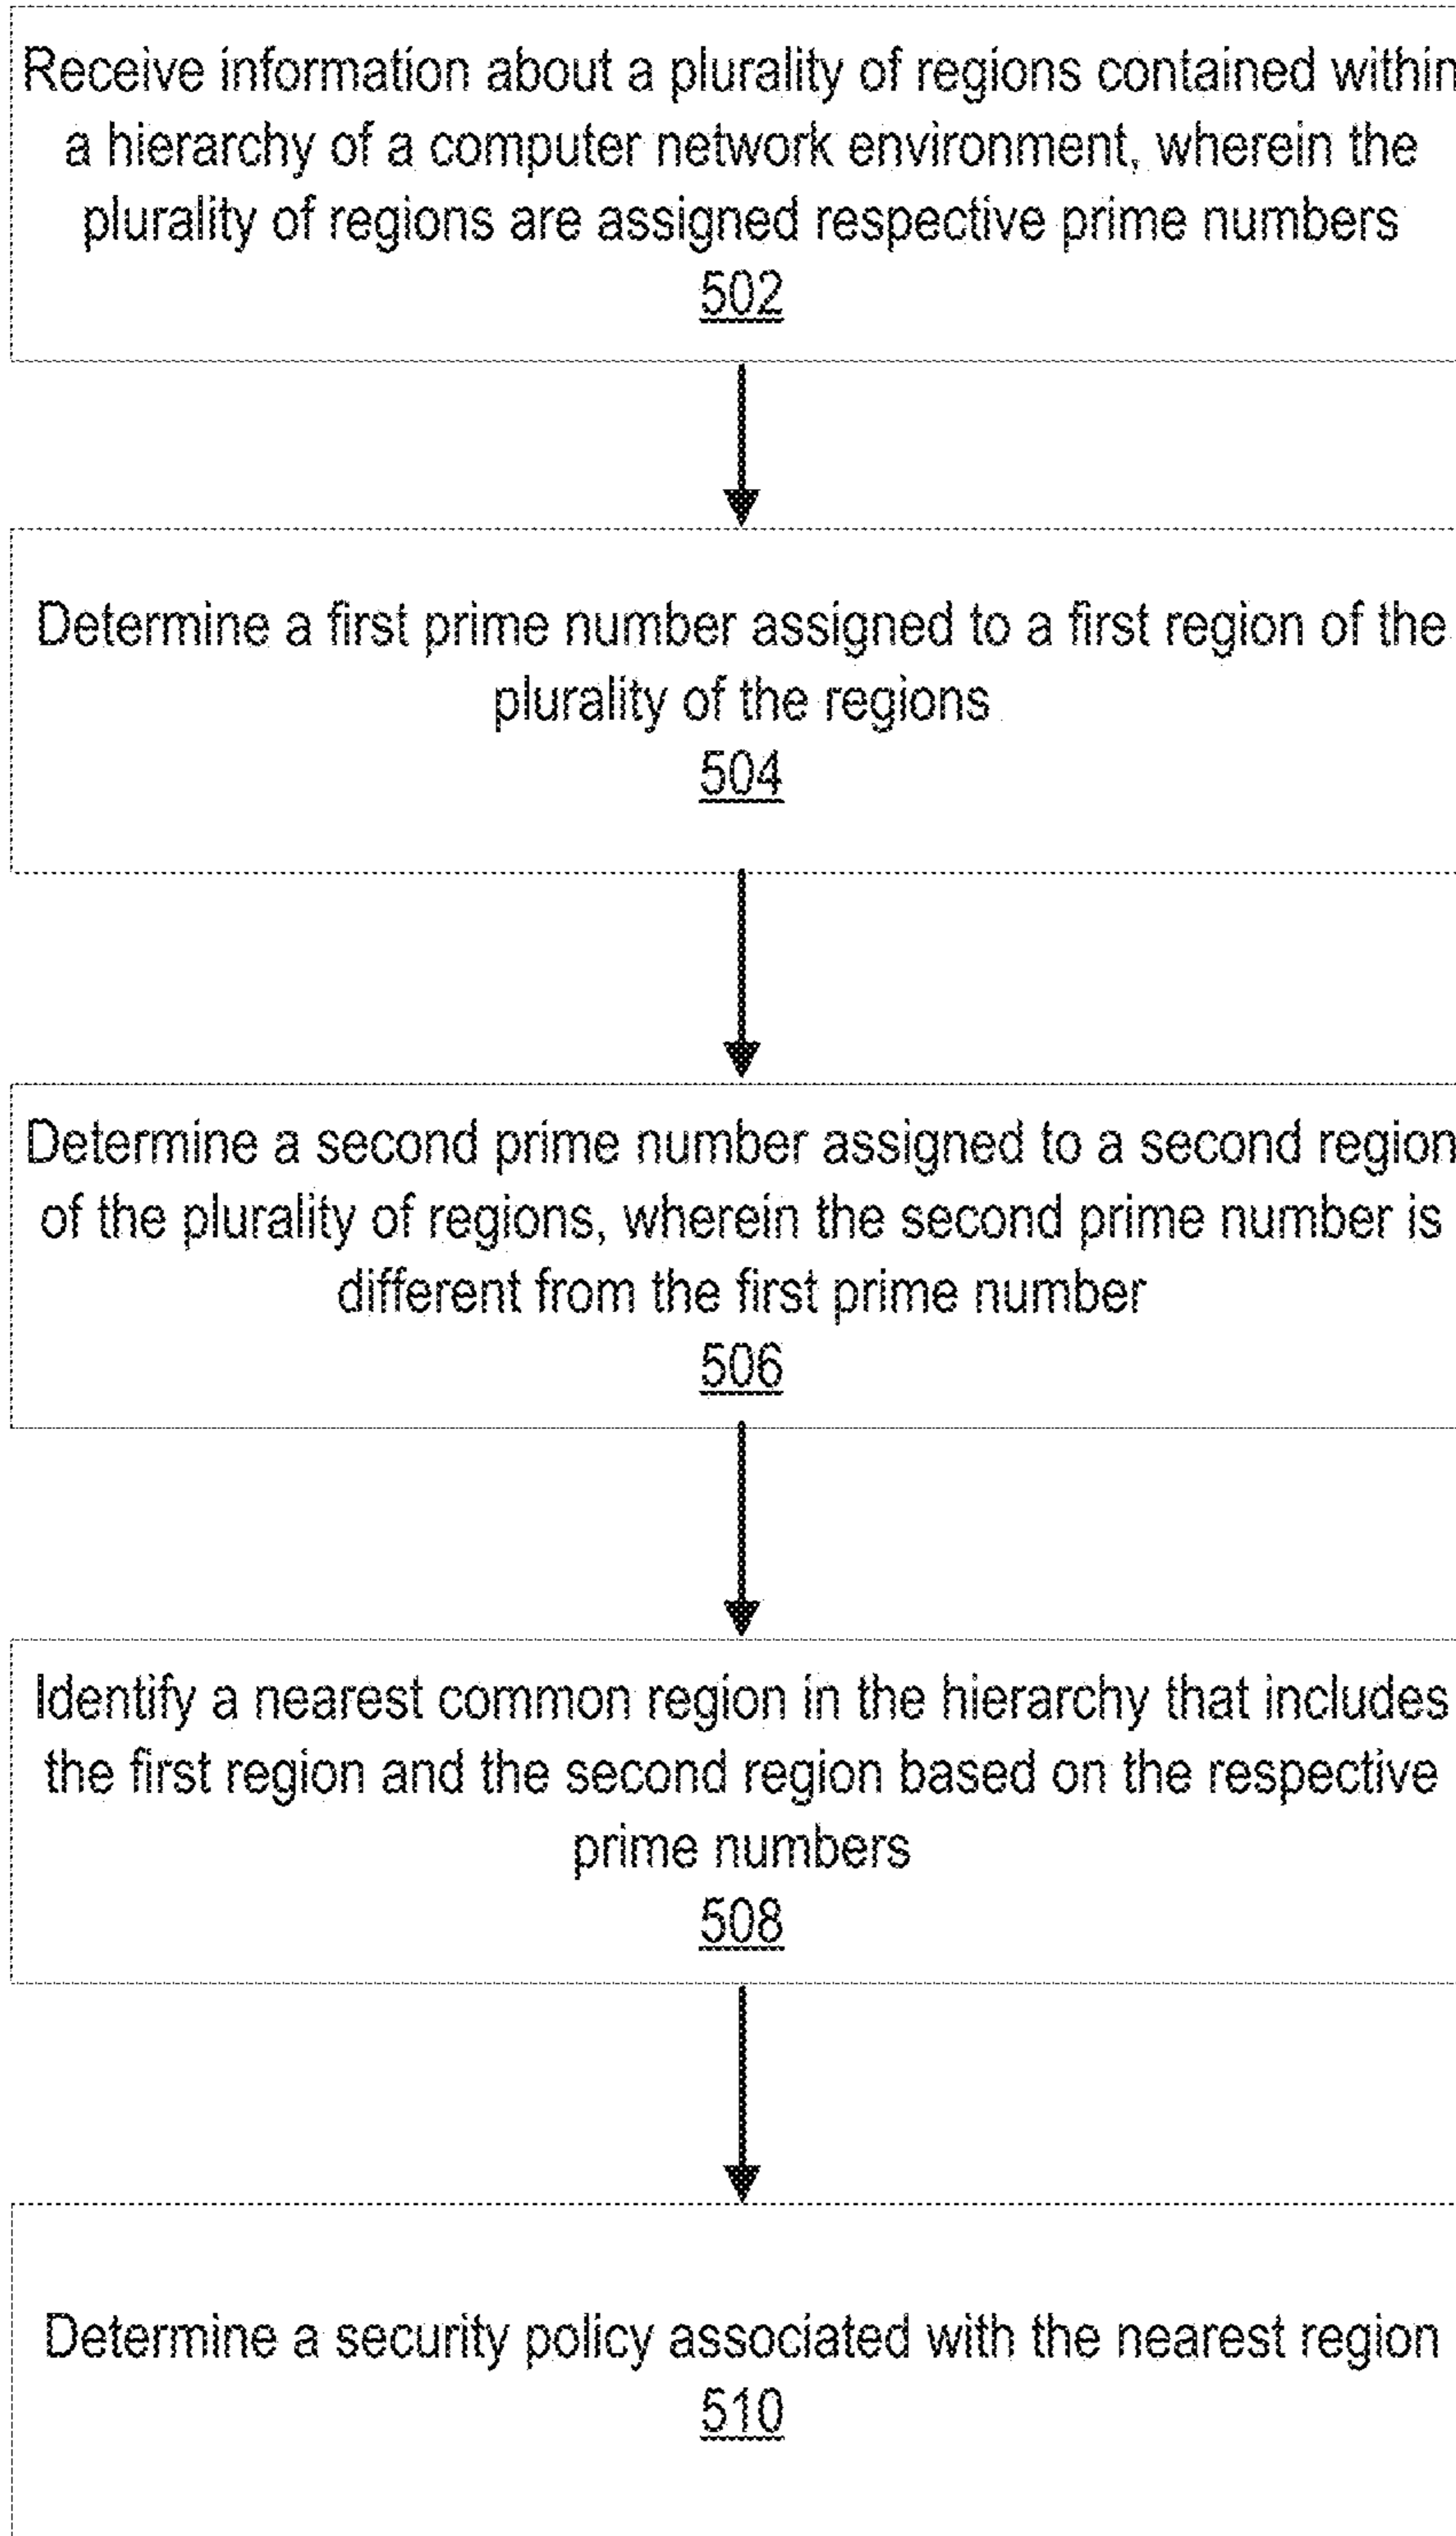 Receive information about a plurality of regions contained within
a hierarchy of a computer network environment, wherein the
plurality of regions are assigned respective prime numbers
502
Determine a first prime number assigned to a first region of the
plurality of the regions
504
Determine a second prime number assigned to a second region
of the plurality of regions, wherein the second prime number is
different from the first prime number
506
Identify a nearest common region in the hierarchy that includes
the first region and the second region based on the respective
prime numbers
508
Determine a security policy associated with the nearest region
510